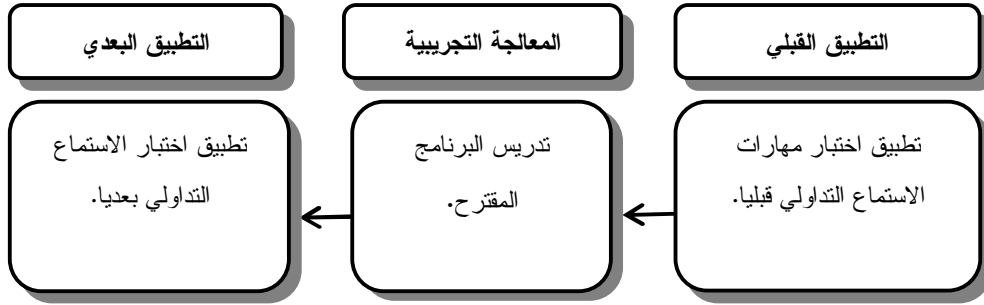 التطبيق القبلي
المعالجة التجريبية
التطبيق البعدي
تطبيق اختبار مهارات
الاستماع التداولي قبليا.
تدريس البرنامج
المقترح.
تطبيق اختبار الاستماع
التداولي بعديا.